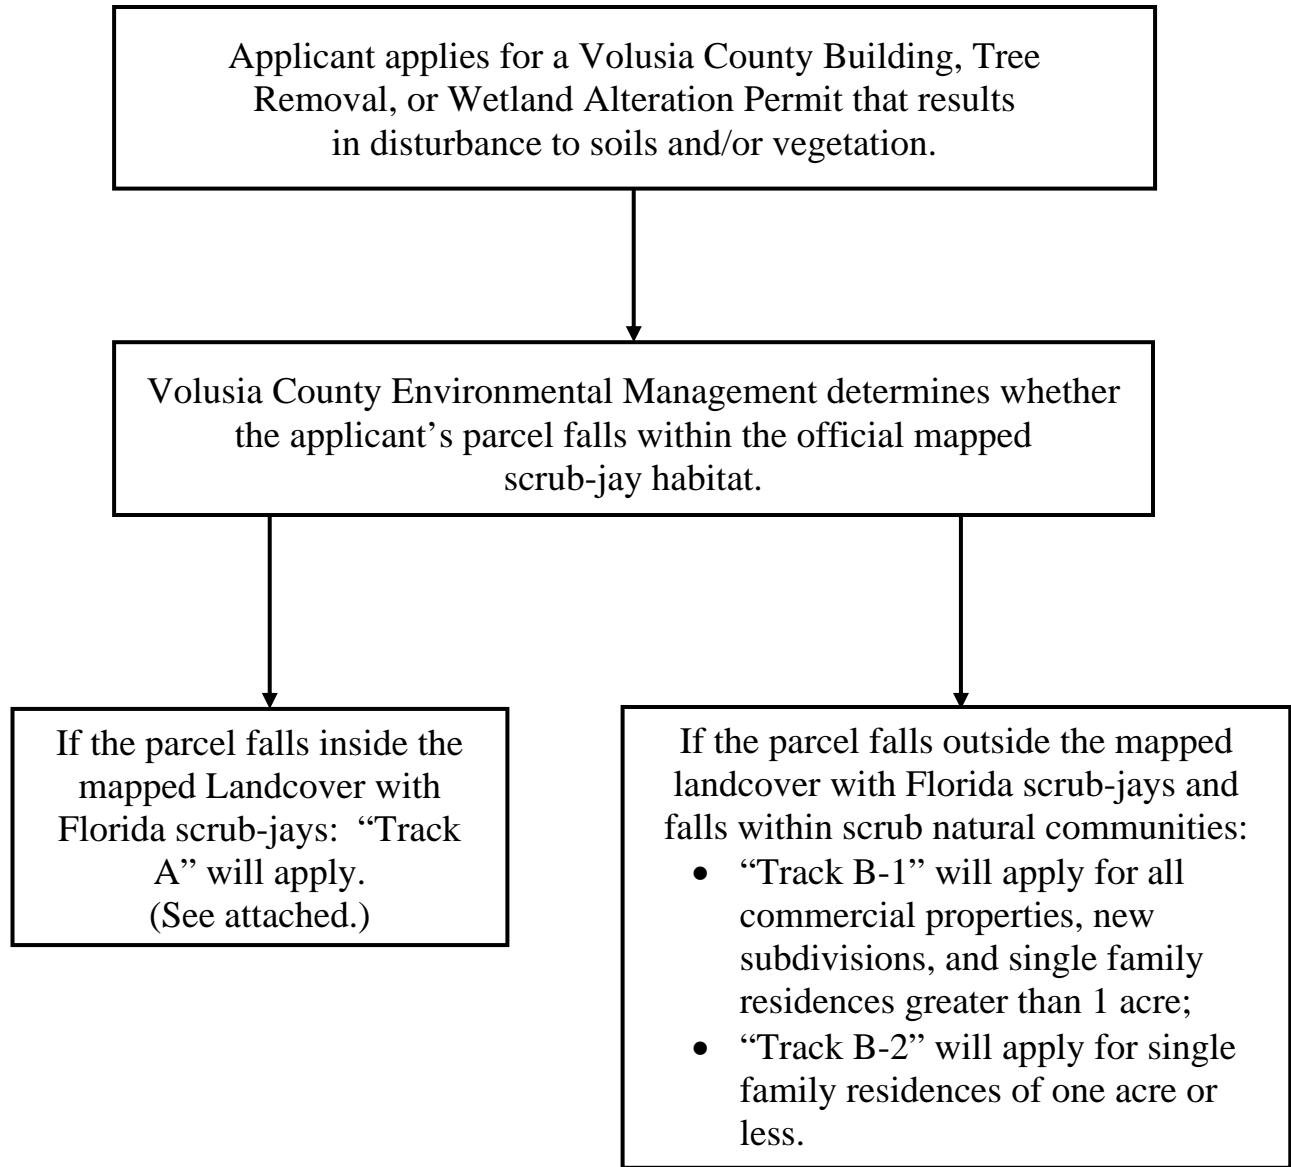 Applicant applies for a Volusia County Building, Tree
Removal, or Wetland Alteration Permit that results
in disturbance to soils and/or vegetation.
Volusia County Environmental Management determines whether
the applicant’s parcel falls within the official mapped
scrub-jay habitat.
If the parcel falls inside the
mapped Landcover with
Florida scrub-jays:  “Track
A” will apply.
(See attached.)
If the parcel falls outside the mapped
landcover with Florida scrub-jays and
falls within scrub natural communities:
• “Track B-1” will apply for all
commercial properties, new
subdivisions, and single family
residences greater than 1 acre;
• “Track B-2” will apply for single
family residences of one acre or
less.